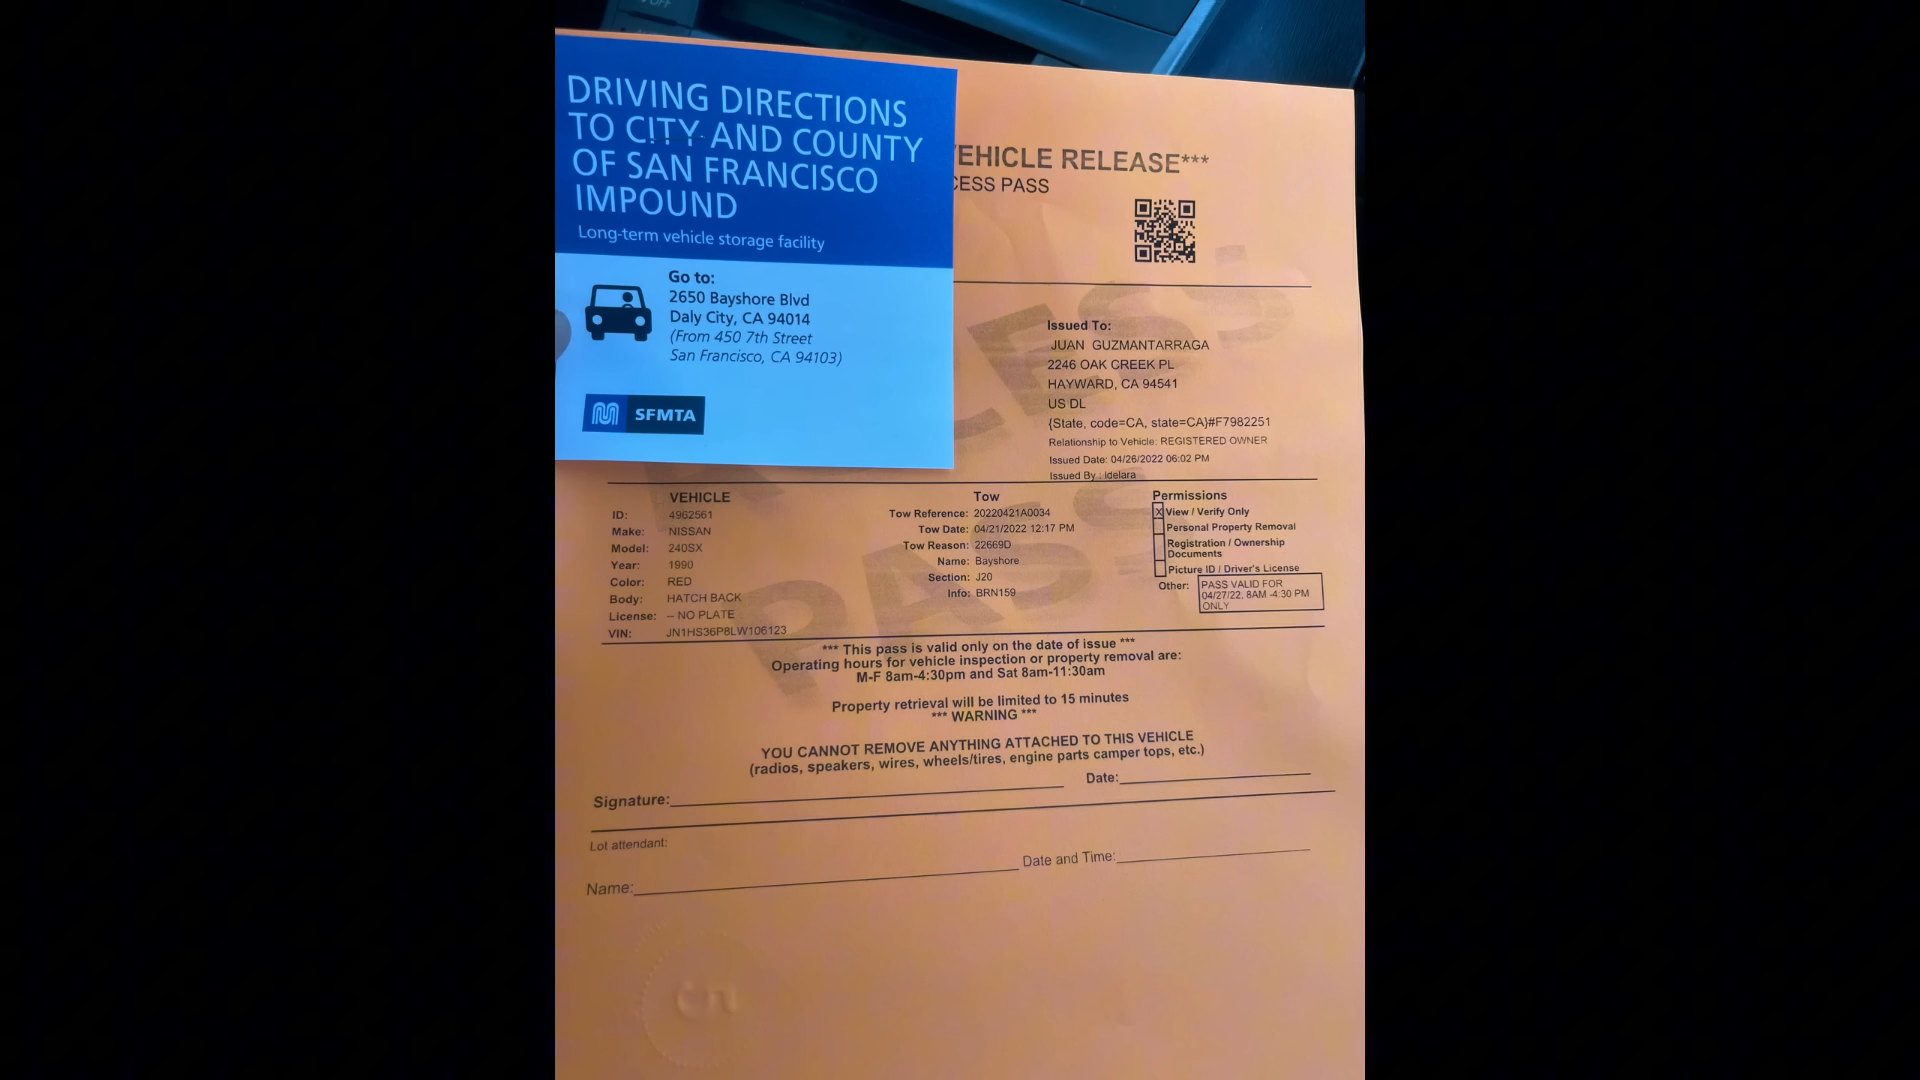 DRIVING DIRECTIONS
TO CITY AND COUNTY
OF SAN FRANCISCO
IMPOUND
Long-term vehicle storage facility
Go to:
2650 Bayshore Blvd
Daly City, CA 94014
(From 450 7th Street
San Francisco, CA 94103)
SFMTA
VEHICLE RELEASE***
CESS PASS
Issued To:
JUAN GUZMANTARRAGA
2246 OAK CREEK PL
HAYWARD, CA 94541
US DL
{State, code=CA, state=CA}#F7982251
Relationship to Vehicle: REGISTERED OWNER
Issued Date: 04/26/2022 06:02 PM
Issued By : Idelara
VEHICLE
ID: 4962561
Make: NISSAN
Model: 240SX
Year: 1990
Color: RED
Body: HATCH BACK
License: -- NO PLATE
VIN: JN1HS36P8LW106123
Tow
Tow Reference: 20220421A0034
Tow Date: 04/21/2022 12:17 PM
Tow Reason: 22669D
Name: Bayshore
Section: J20
Info: BRN159
Permissions
X View / Verify Only
Personal Property Removal
Registration / Ownership
Documents
Picture ID / Driver's License
Other: PASS VALID FOR
04/27/22, 8AM -4:30 PM
ONLY
*** This pass is valid only on the date of issue ***
Operating hours for vehicle inspection or property removal are:
M-F 8am-4:30pm and Sat 8am-11:30am
Property retrieval will be limited to 15 minutes
*** WARNING ***
YOU CANNOT REMOVE ANYTHING ATTACHED TO THIS VEHICLE
(radios, speakers, wires, wheels/tires, engine parts camper tops, etc.)
Signature: Date:
Lot attendant:
Name: Date and Time:
ACCESS
PASS